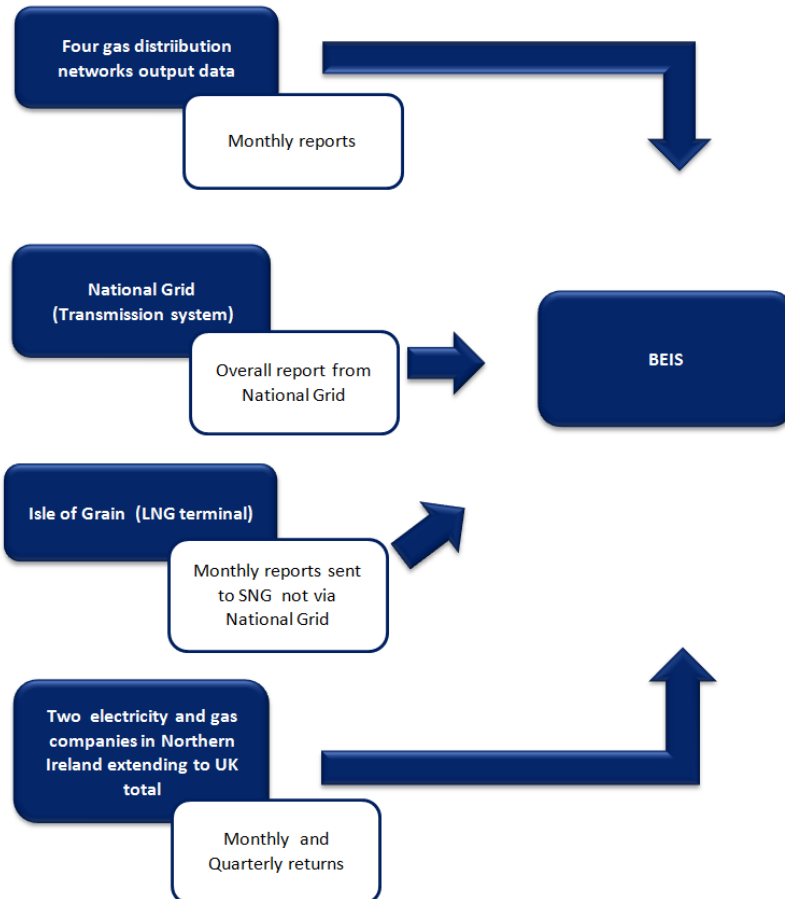 Four gas distriibution
networks output data
Monthly reports
National Grid
(Transmission system)
Overall report from
National Grid
BEIS
Isle of Grain (LNG terminal)
Monthly reports sent
to SNG not via
National Grid
Two electricity and gas
companies in Northern
Ireland extending to UK
total
Monthly and
Quarterly returns